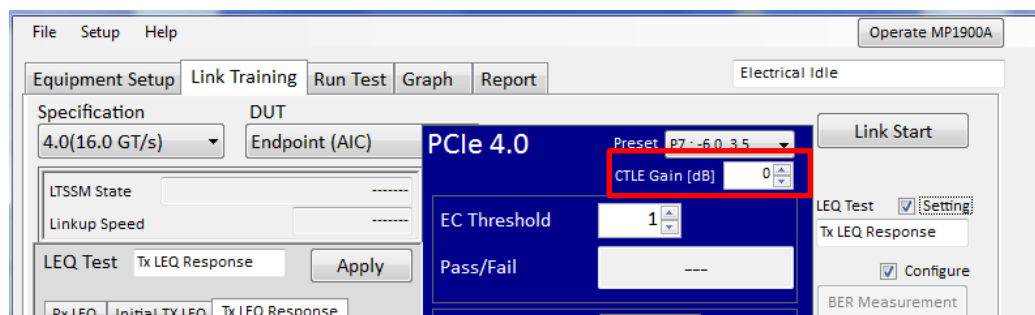 File Setup Help
Operate MP1900A
Equipment Setup Link Training Run Test Graph Report
Electrical Idle
Specification DUT
4.0(16.0 GT/s) Endpoint (AIC)
PCIe 4.0
Preset P7 : -6.0 3.5
Link Start
CTLE Gain [dB] 0
LTSSM State -------
Linkup Speed -------
EC Threshold 1
LEQ Test Setting
Tx LEQ Response
LEQ Test Tx LEQ Response Apply
Pass/Fail ---
Configure
BER Measurement
Rx LEQ Initial TX LEQ Tx LEQ Response